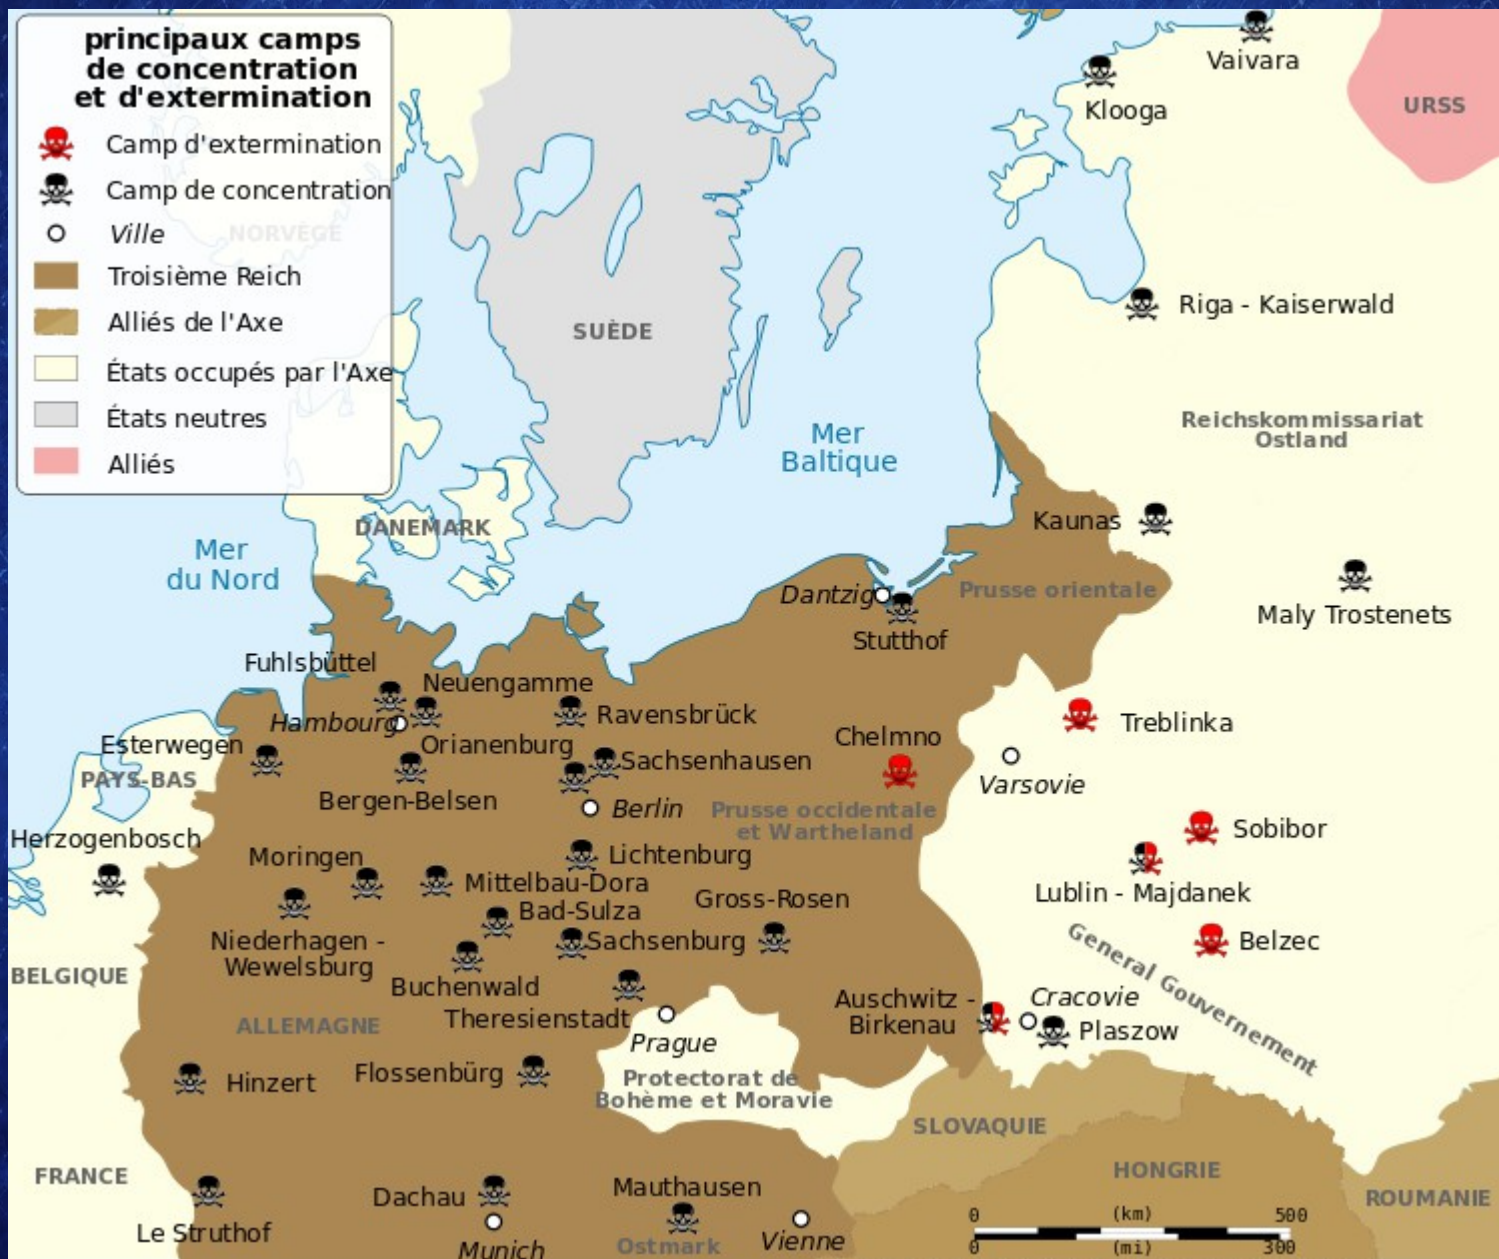 principaux camps
de concentration
et d'extermination
Camp d'extermination
Camp de concentration
Ville
Troisième Reich
Alliés de l'Axe
États occupés par l'Axe
États neutres
Alliés
NORVÈGE
SUÈDE
URSS
Vaivara
Klooga
Riga - Kaiserwald
Reichskommissariat
Ostland
Mer
Baltique
DANEMARK
Mer
du Nord
Kaunas
Maly Trostenets
Prusse orientale
Dantzig
Stutthof
Fuhlsbüttel
Neuengamme
Hambourg
Ravensbrück
Esterwegen
PAYS-BAS
Orianenburg
Sachsenhausen
Bergen-Belsen
Berlin
Chelmno
Treblinka
Varsovie
Prusse occidentale
et Wartheland
Sobibor
Herzogenbosch
Moringen
Lichtenburg
Mittelbau-Dora
Lublin - Majdanek
Bad-Sulza
Gross-Rosen
Niederhagen -
Wewelsburg
Sachsenburg
Belzec
General Gouvernement
BELGIQUE
Buchenwald
Theresienstadt
Prague
Auschwitz -
Birkenau
Cracovie
Plaszow
ALLEMAGNE
Hinzert
Flossenbürg
Protectorat de
Bohème et Moravie
SLOVAQUIE
HONGRIE
ROUMANIE
FRANCE
Le Struthof
Dachau
Munich
Mauthausen
Ostmark
Vienne
0 (km) 500
0 (mi) 300